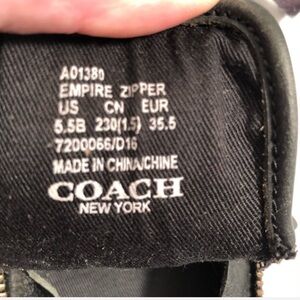 A01380
EMPIRE ZIPPER
US CN EUR
5.5B 230(1.5) 35.5
7200066/D16
MADE IN CHINA/CHINE
COACH
NEW YORK